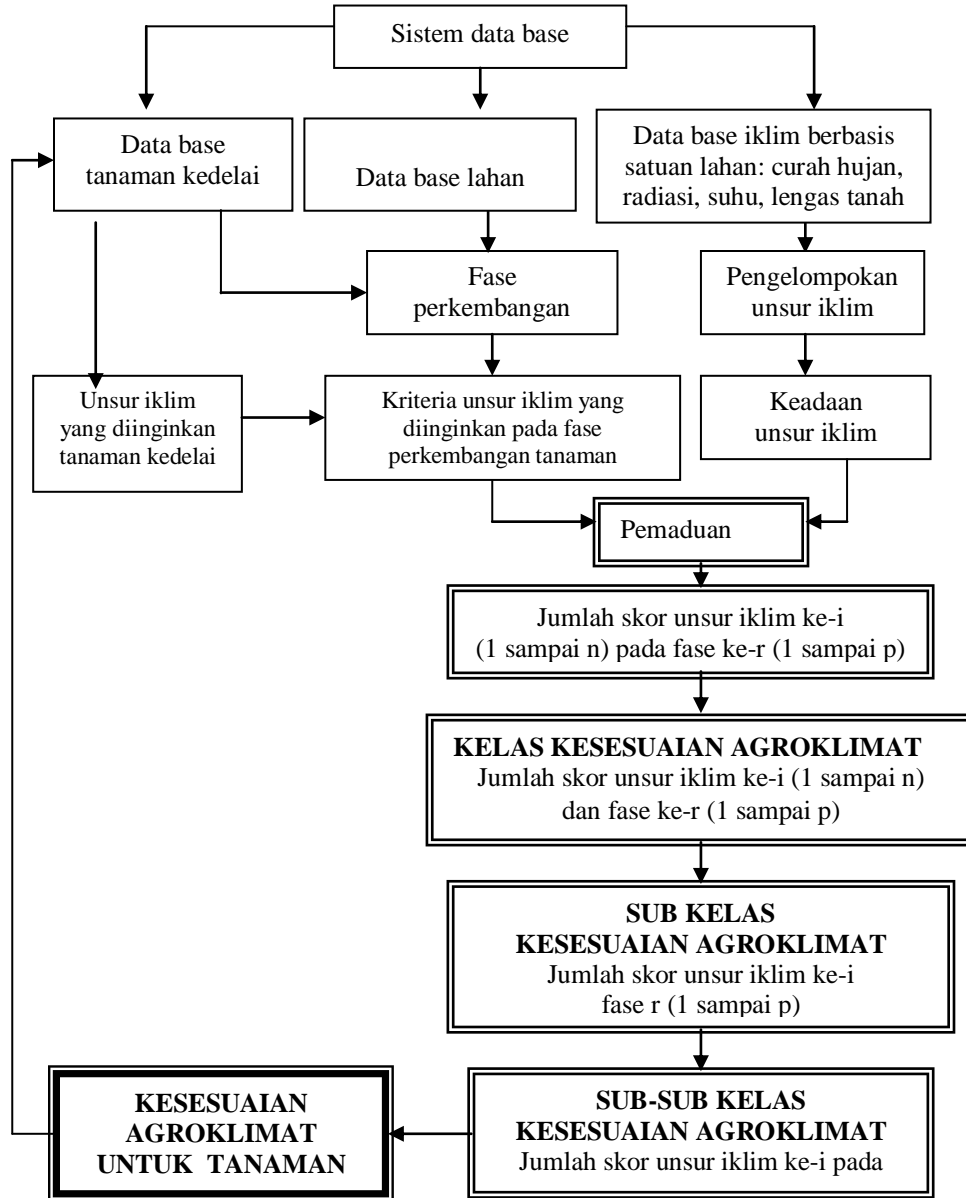 Sistem data base
Data base
tanaman kedelai
Data base lahan
Data base iklim berbasis
satuan lahan: curah hujan,
radiasi, suhu, lengas tanah
Fase
perkembangan
Pengelompokan
unsur iklim
Unsur iklim
yang diinginkan
tanaman kedelai
Kriteria unsur iklim yang
diinginkan pada fase
perkembangan tanaman
Keadaan
unsur iklim
Pemaduan
Jumlah skor unsur iklim ke-i
(1 sampai n) pada fase ke-r (1 sampai p)
KELAS KESESUAIAN AGROKLIMAT
Jumlah skor unsur iklim ke-i (1 sampai n)
dan fase ke-r (1 sampai p)
SUB KELAS
KESESUAIAN AGROKLIMAT
Jumlah skor unsur iklim ke-i
fase r (1 sampai p)
KESESUAIAN
AGROKLIMAT
UNTUK TANAMAN
SUB-SUB KELAS
KESESUAIAN AGROKLIMAT
Jumlah skor unsur iklim ke-i pada